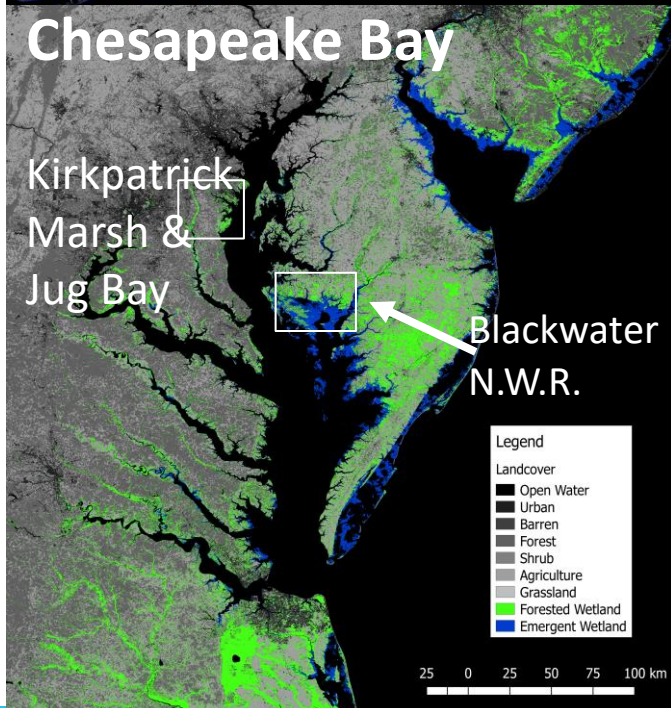 Chesapeake Bay
Kirkpatrick
Marsh &
Jug Bay
Blackwater
N.W.R.
Legend
Landcover
Open Water
Urban
Barren
Forest
Shrub
Agriculture
Grassland
Forested Wetland
Emergent Wetland
25 0 25 50 75 100 km